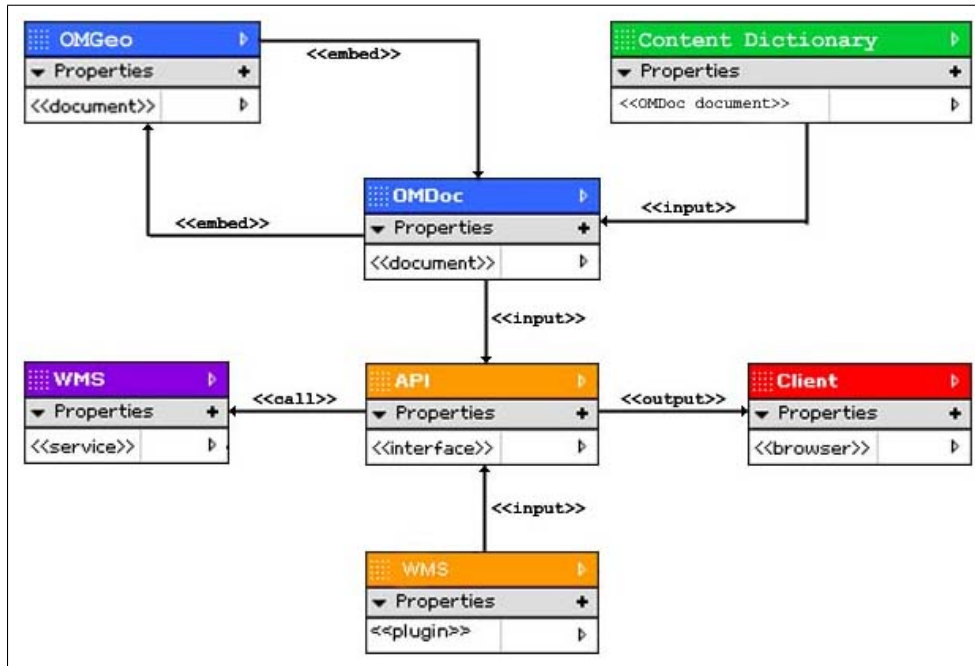 OMGeo
Properties
<<document>>
<<embed>>
Content Dictionary
Properties
<<OMDoc document>>
<<embed>>
OMDoc
Properties
<<document>>
<<input>>
<<input>>
WMS
Properties
<<service>>
<<call>>
API
Properties
<<interface>>
<<output>>
Client
Properties
<<browser>>
<<input>>
WMS
Properties
<<plugin>>